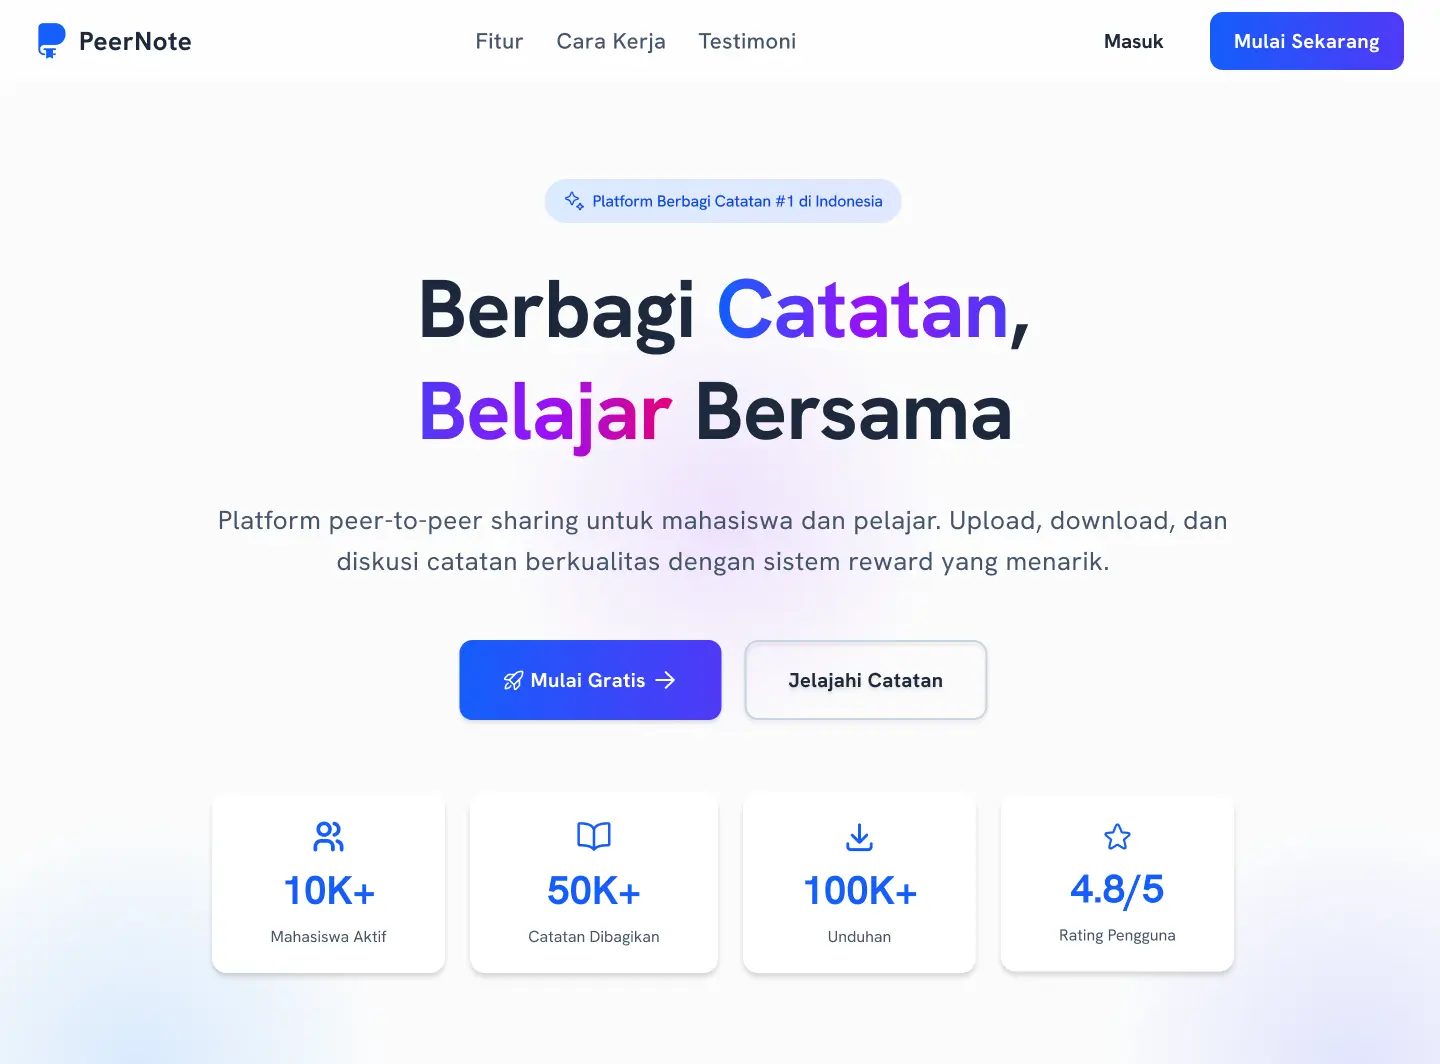 PeerNote
Fitur
Cara Kerja
Testimoni
Masuk
Mulai Sekarang
Platform Berbagi Catatan #1 di Indonesia
Berbagi Catatan,
Belajar Bersama
Platform peer-to-peer sharing untuk mahasiswa dan pelajar. Upload, download, dan
diskusi catatan berkualitas dengan sistem reward yang menarik.
Mulai Gratis →
Jelajahi Catatan
10K+
Mahasiswa Aktif
50K+
Catatan Dibagikan
100K+
Unduhan
4.8/5
Rating Pengguna